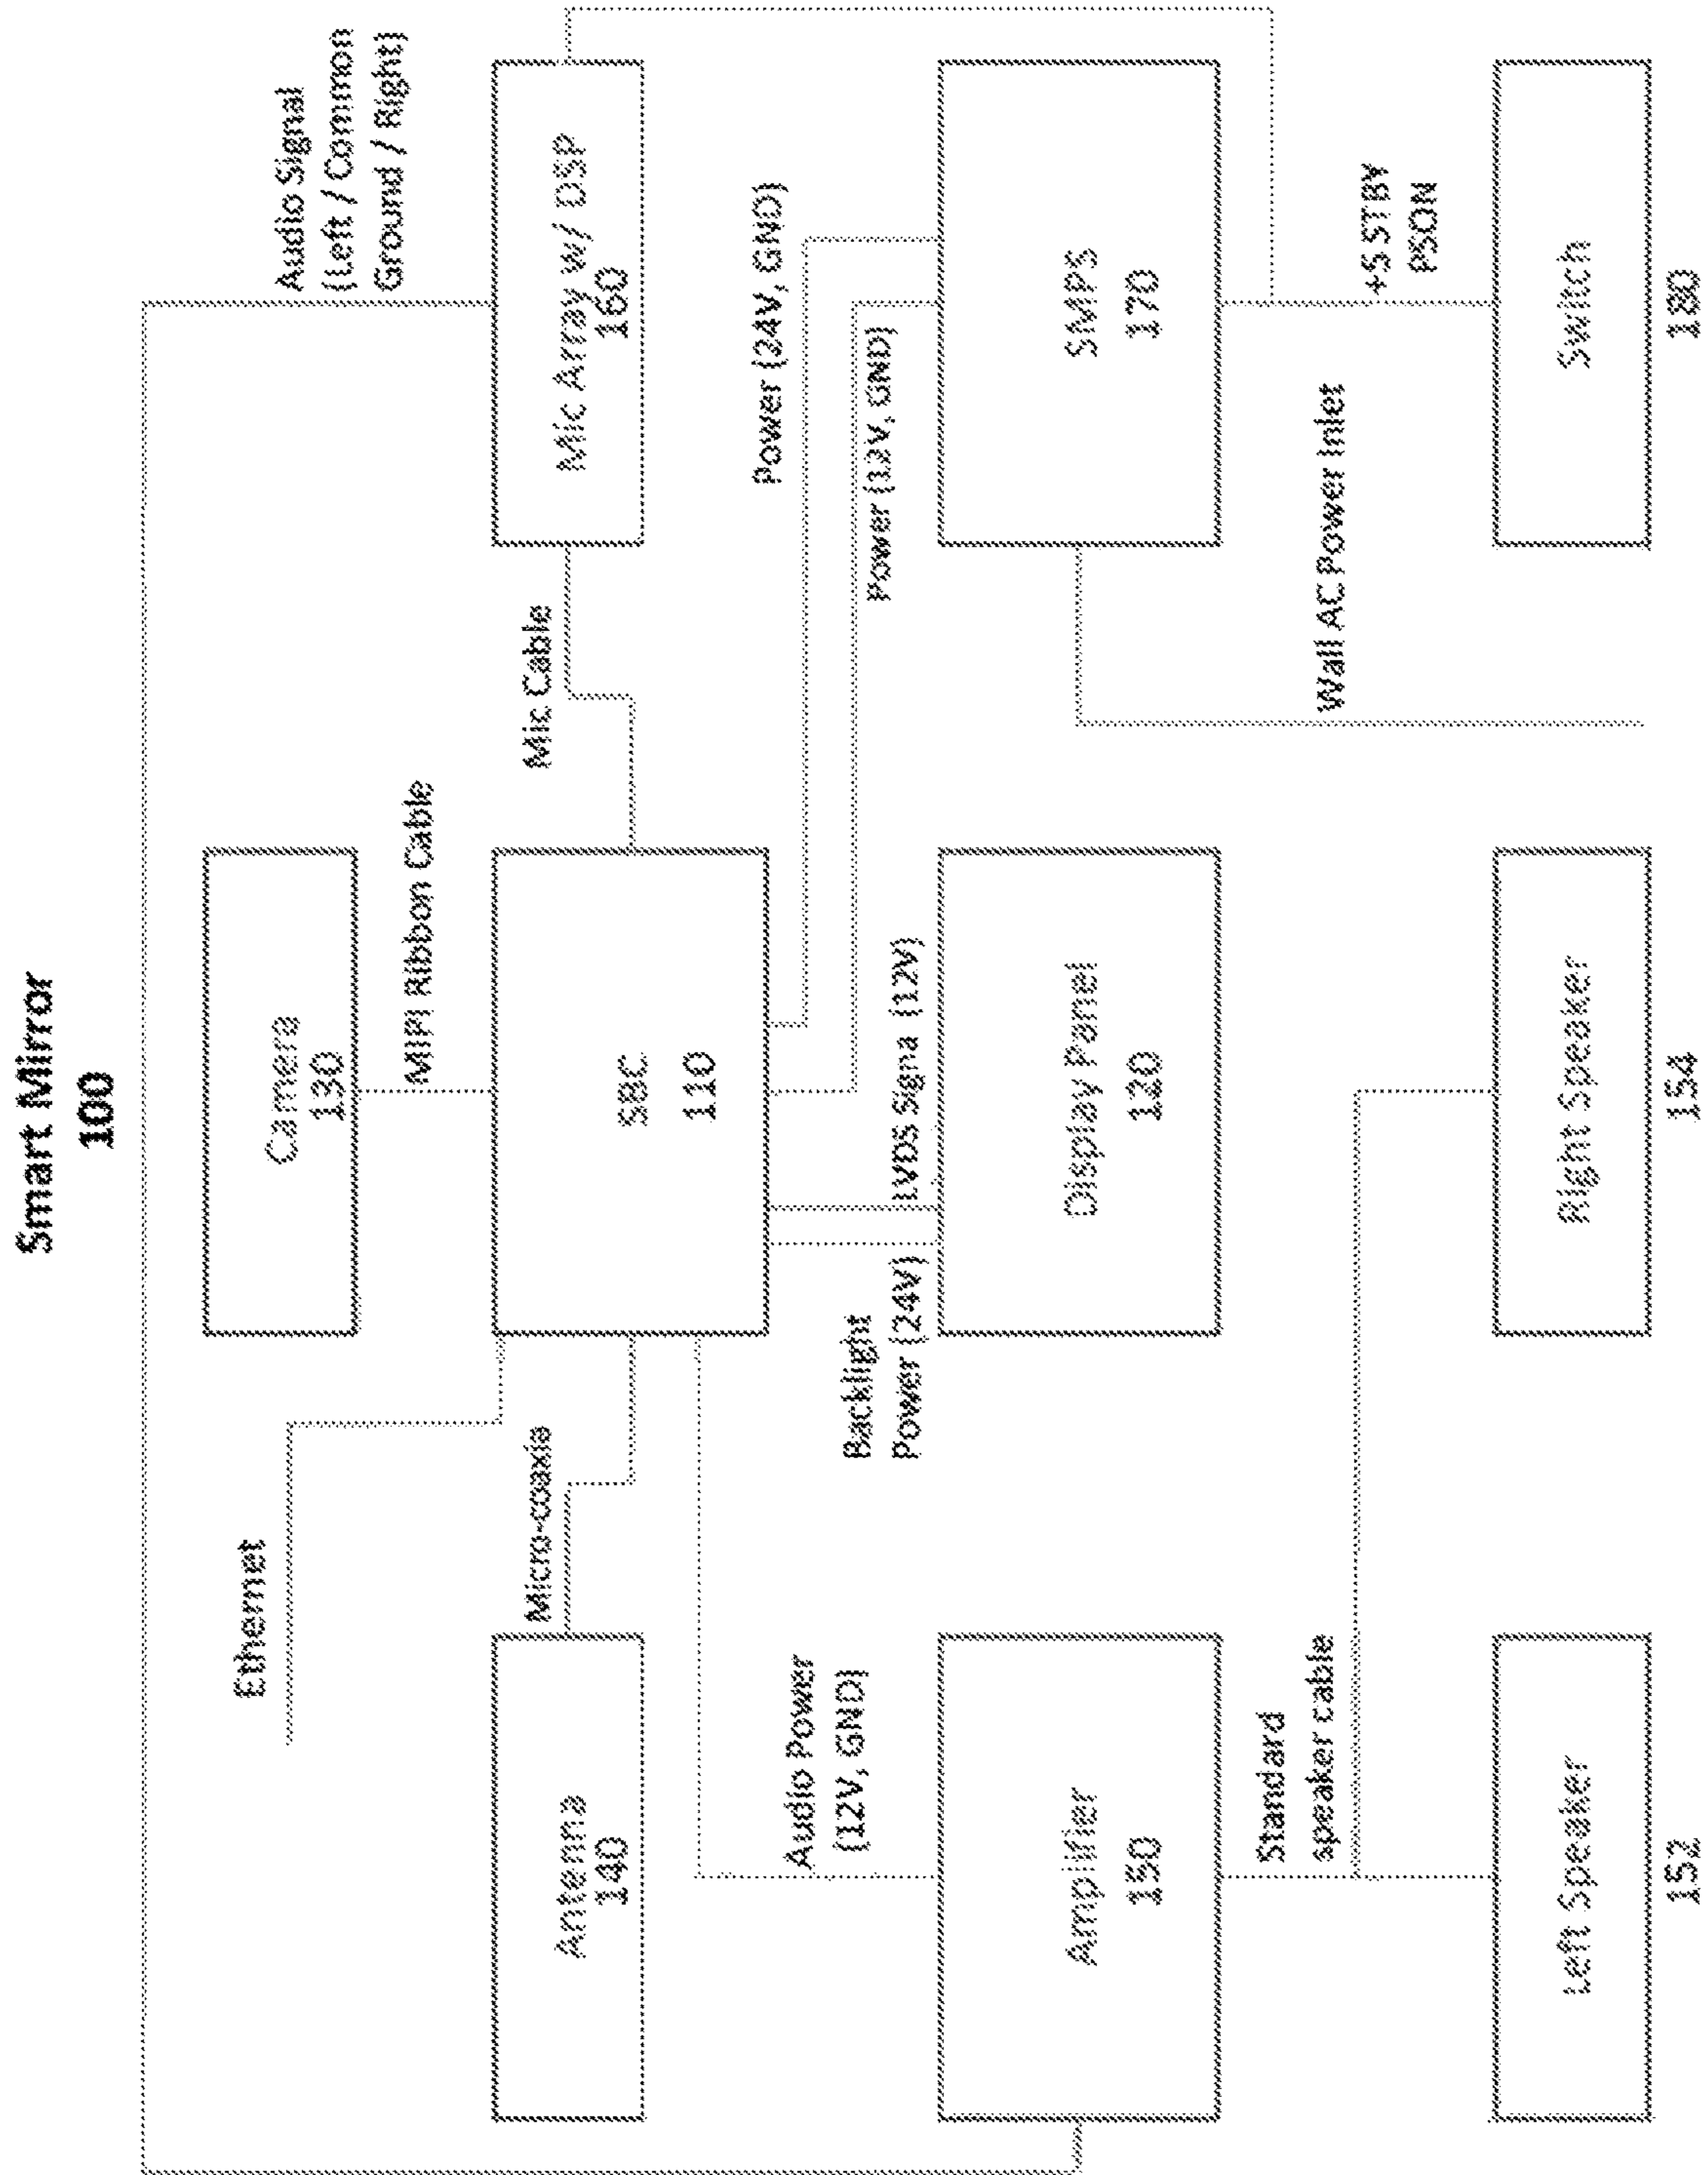 Smart Mirror
100
Ethernet
Camera
130
Audio Signal
(Left / Common
Ground / Right)
MIPI Ribbon Cable
Micro-coaxia
Mic Cable
Antenna
140
SBC
110
Mic Array w/ DSP
160
Audio Power
(12V, GND)
Backlight
Power (24V)
LVDS Signa (12V)
Power (24V, GND)
Power (12V, GND)
Amplifier
150
Display Panel
120
SMPS
170
Standard
speaker cable
Wall AC Power Inlet
+5 STBY
PSON
Left Speaker
152
Right Speaker
154
Switch
180